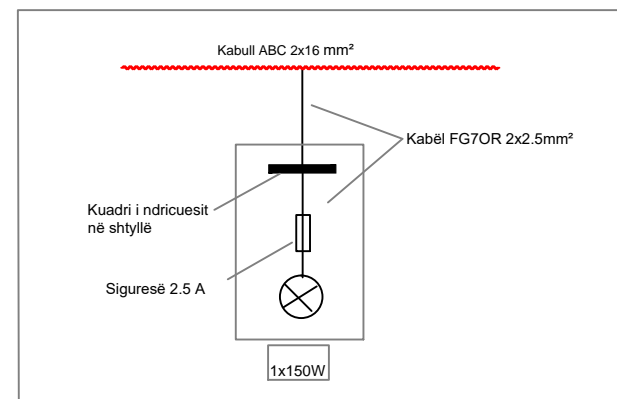 Kabull ABC 2x16 mm²
Kabël FG7OR 2x2.5mm²
Kuadri i ndricuesit
në shtyllë
Siguresë 2.5 A
1x150W